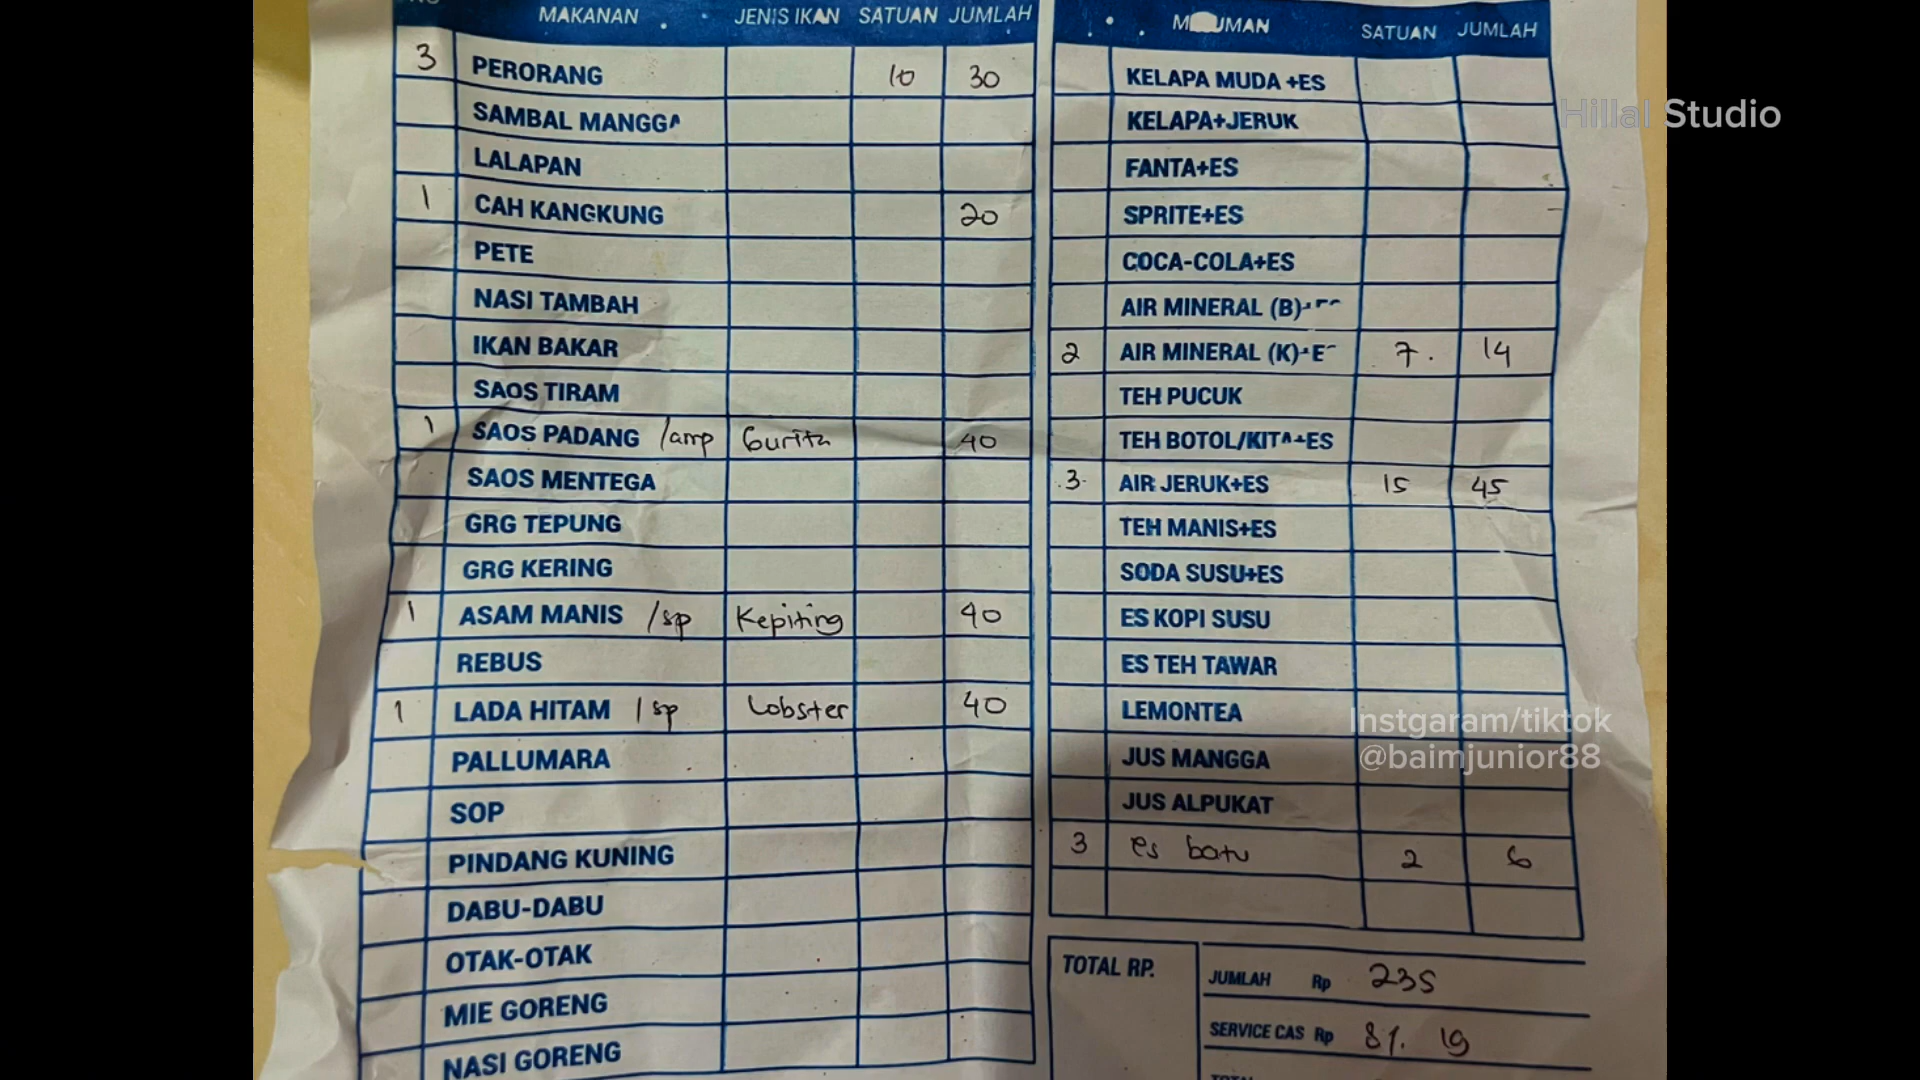 MAKANAN JENIS IKAN SATUAN JUMLAH
3 PERORANG 10 30
SAMBAL MANGGA
LALAPAN
1 CAH KANGKUNG 20
PETE
NASI TAMBAH
IKAN BAKAR
SAOS TIRAM
1 SAOS PADANG /amp Gurita 40
SAOS MENTEGA
GRG TEPUNG
GRG KERING
1 ASAM MANIS /sp Kepiting 40
REBUS
1 LADA HITAM /sp Lobster 40
PALLUMARA
SOP
PINDANG KUNING
DABU-DABU
OTAK-OTAK
MIE GORENG
NASI GORENG
SATUAN JUMLAH
KELAPA MUDA +ES
KELAPA+JERUK
FANTA+ES
SPRITE+ES
COCA-COLA+ES
AIR MINERAL (B)
2 AIR MINERAL (K) 7. 14
TEH PUCUK
TEH BOTOL/KITA+ES
3 AIR JERUK+ES 15 45
TEH MANIS+ES
SODA SUSU+ES
ES KOPI SUSU
ES TEH TAWAR
LEMONTEA
JUS MANGGA
JUS ALPUKAT
3 es batu 2 6
TOTAL RP.
JUMLAH Rp 235
SERVICE CAS Rp 8%. 19
Hillal Studio
Instgaram/tiktok
@baimjunior88